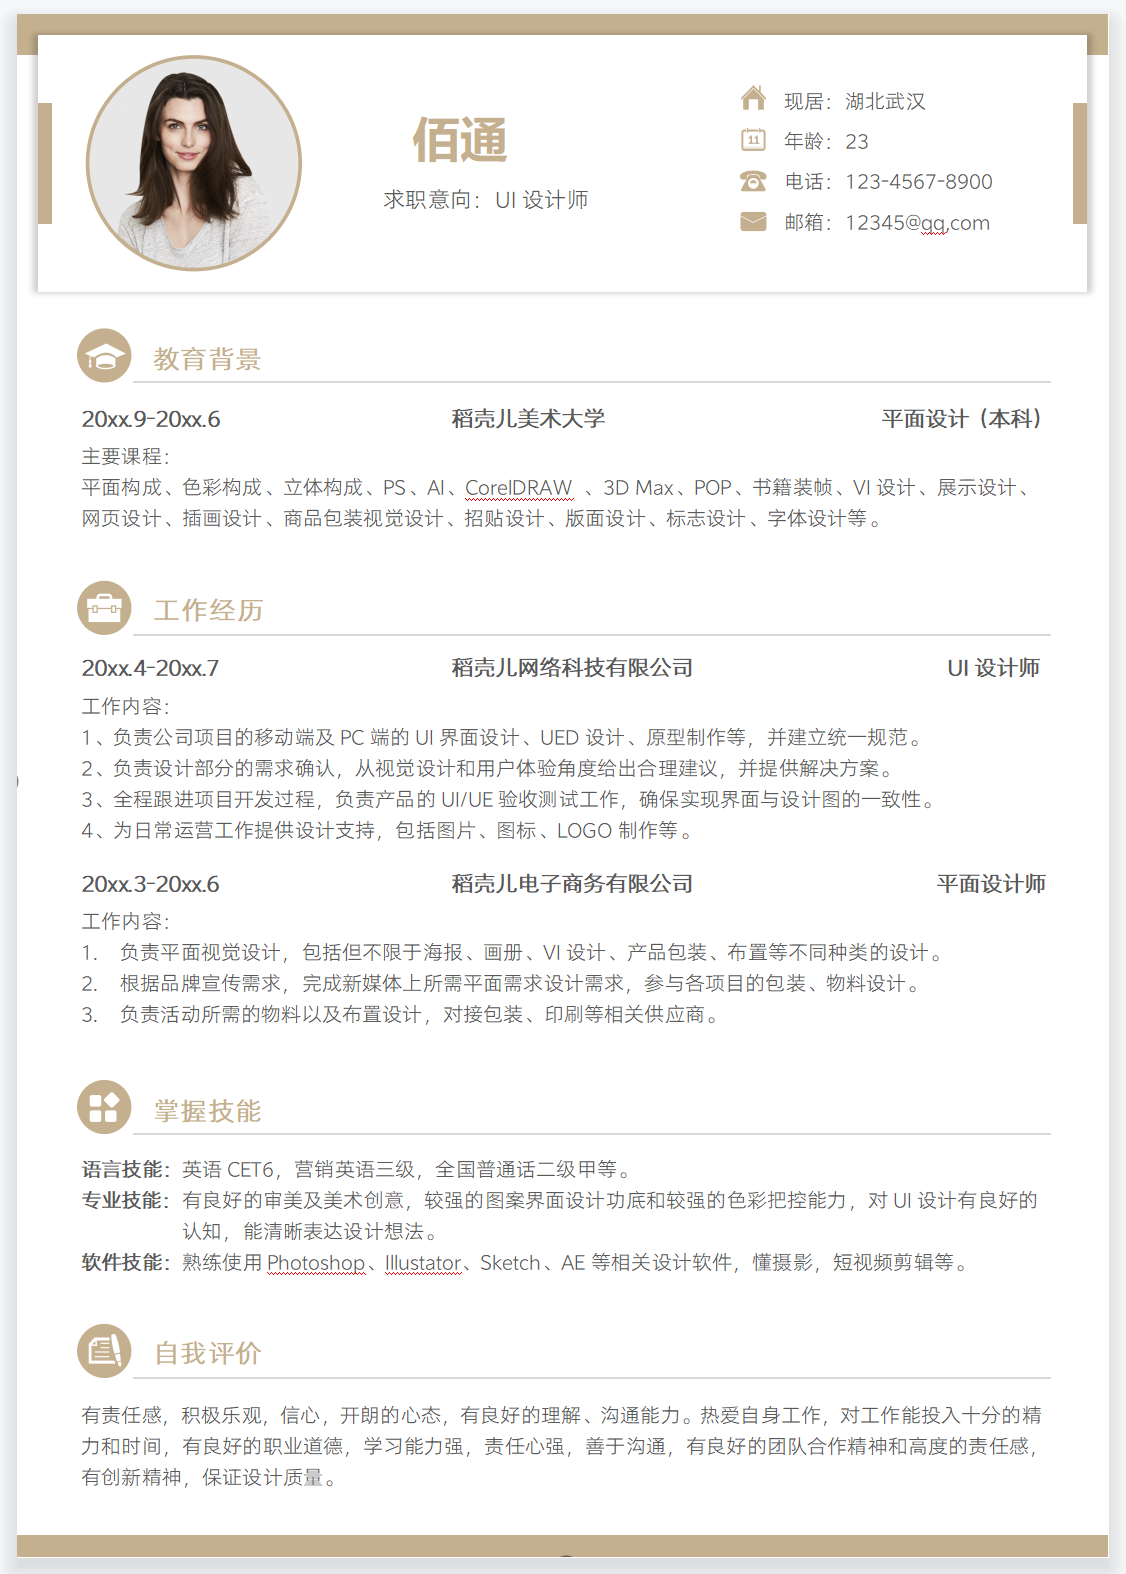 佰通
求职意向：UI 设计师
现居：湖北武汉
11
年龄：23
电话：123-4567-8900
邮箱：12345@qq,com
教育背景
20xx.9-20xx.6 稻壳儿美术大学 平面设计（本科）
主要课程：
平面构成、色彩构成、立体构成、PS、AI、CorelDRAW 、3D Max、POP、书籍装帧、VI 设计、展示设计、
网页设计、插画设计、商品包装视觉设计、招贴设计、版面设计、标志设计、字体设计等。
工作经历
20xx.4-20xx.7 稻壳儿网络科技有限公司 UI 设计师
工作内容：
1、负责公司项目的移动端及 PC 端的 UI 界面设计、UED 设计、原型制作等，并建立统一规范。
2、负责设计部分的需求确认，从视觉设计和用户体验角度给出合理建议，并提供解决方案。
3、全程跟进项目开发过程，负责产品的 UI/UE 验收测试工作，确保实现界面与设计图的一致性。
4、为日常运营工作提供设计支持，包括图片、图标、LOGO 制作等。
20xx.3-20xx.6 稻壳儿电子商务有限公司 平面设计师
工作内容：
1. 负责平面视觉设计，包括但不限于海报、画册、VI 设计、产品包装、布置等不同种类的设计。
2. 根据品牌宣传需求，完成新媒体上所需平面需求设计需求，参与各项目的包装、物料设计。
3. 负责活动所需的物料以及布置设计，对接包装、印刷等相关供应商。
掌握技能
语言技能：英语 CET6，营销英语三级，全国普通话二级甲等。
专业技能：有良好的审美及美术创意，较强的图案界面设计功底和较强的色彩把控能力，对 UI 设计有良好的
认知，能清晰表达设计想法。
软件技能：熟练使用 Photoshop、Illustator、Sketch、AE 等相关设计软件，懂摄影，短视频剪辑等。
自我评价
有责任感，积极乐观，信心，开朗的心态，有良好的理解、沟通能力。热爱自身工作，对工作能投入十分的精
力和时间，有良好的职业道德，学习能力强，责任心强，善于沟通，有良好的团队合作精神和高度的责任感，
有创新精神，保证设计质量。